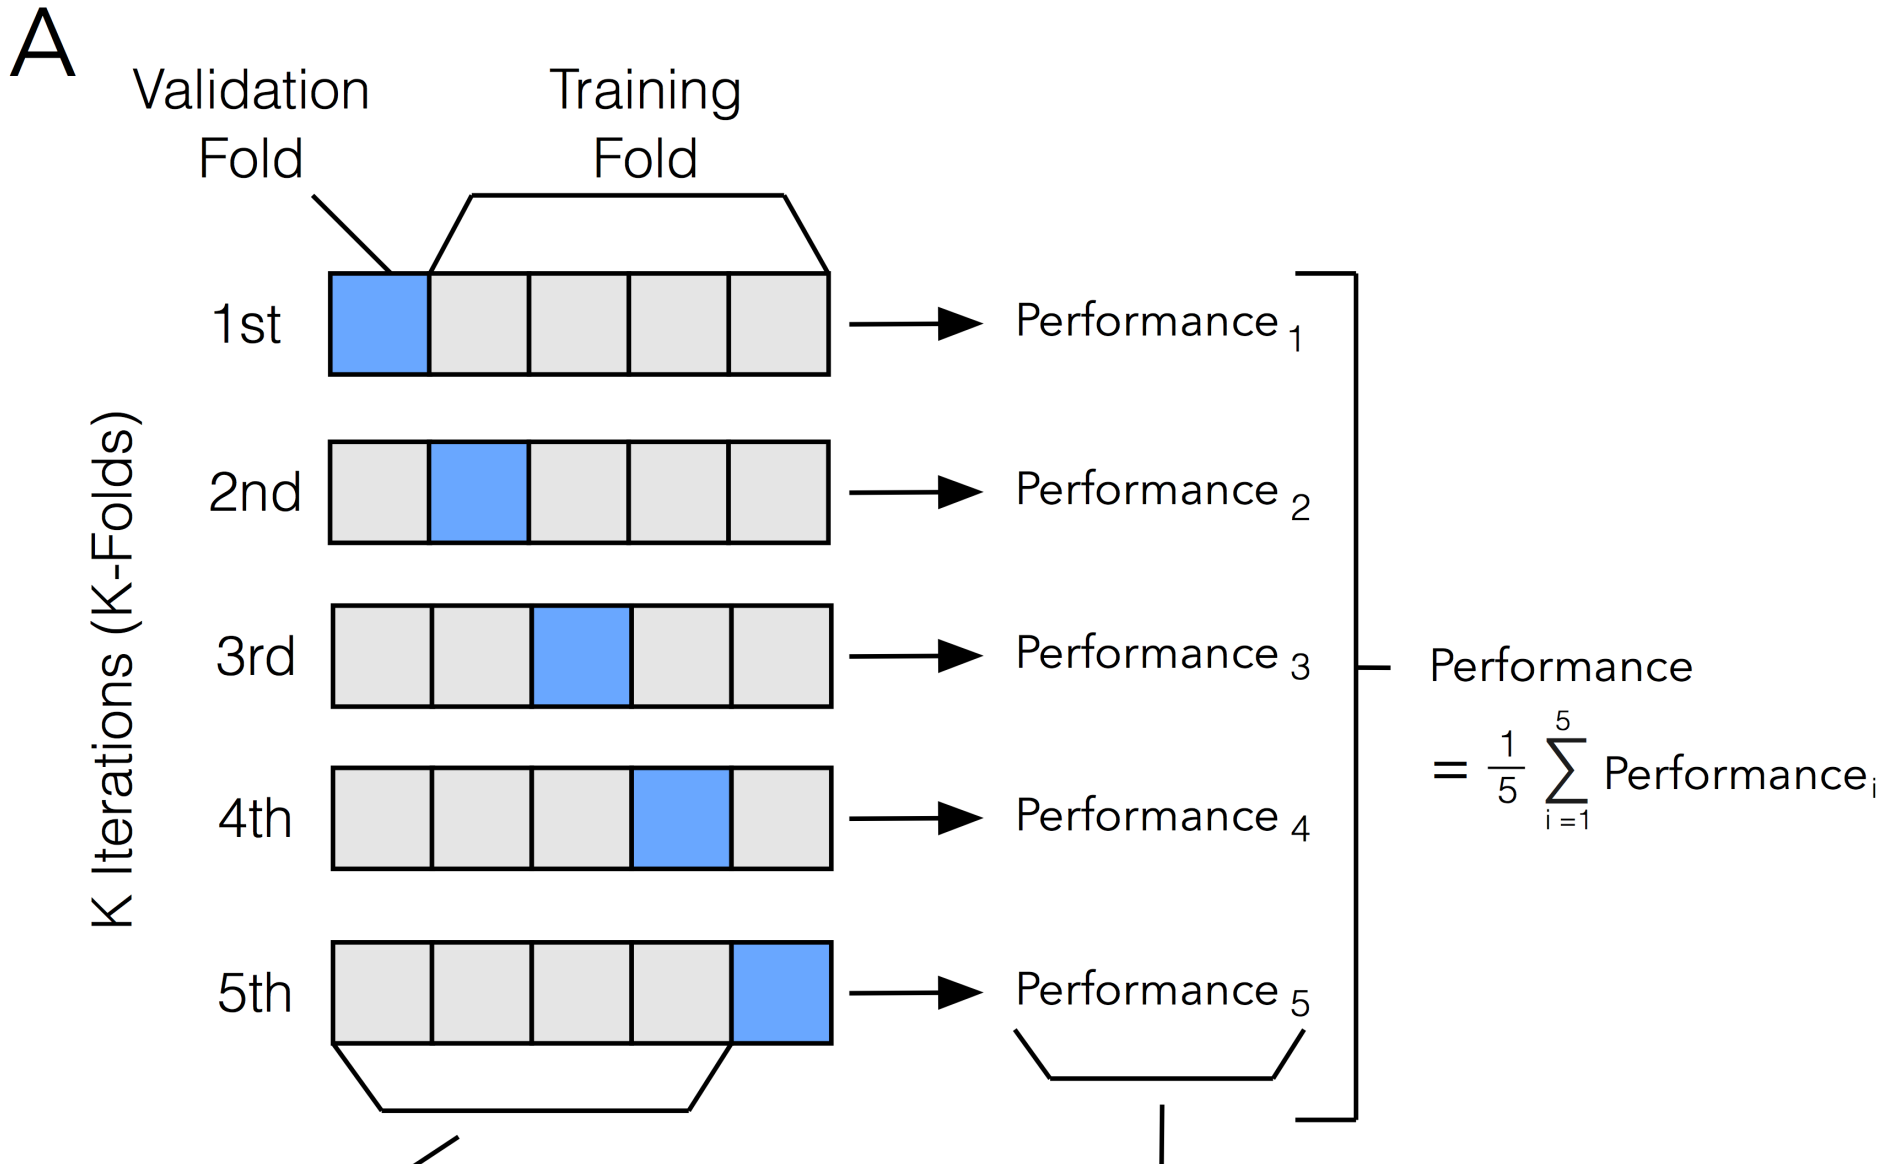 A
Validation
Fold
Training
Fold
K Iterations (K-Folds)
1st
Performance 1
2nd
Performance 2
3rd
Performance 3
4th
Performance 4
5th
Performance 5
Performance
= 1/5 5 ∑ i =1 Performance i